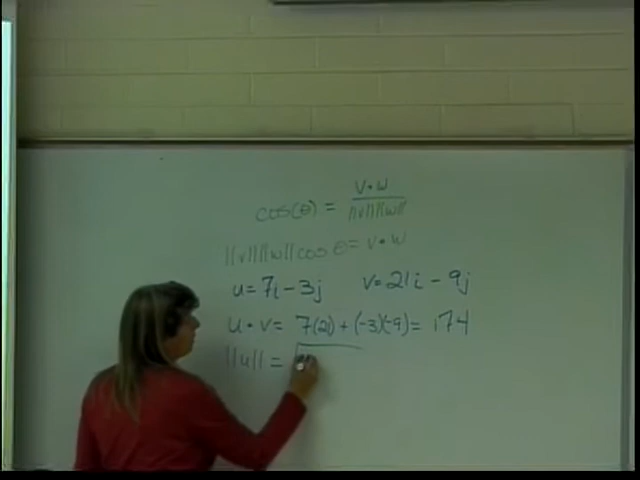 cos(θ) = v•w / ||v|| ||w||
||v|| ||w|| cos θ = v•w
u = 7i - 3j v = 21i - 9j
u • v = 7(21) + (-3)(-9) = 174
||u|| = √